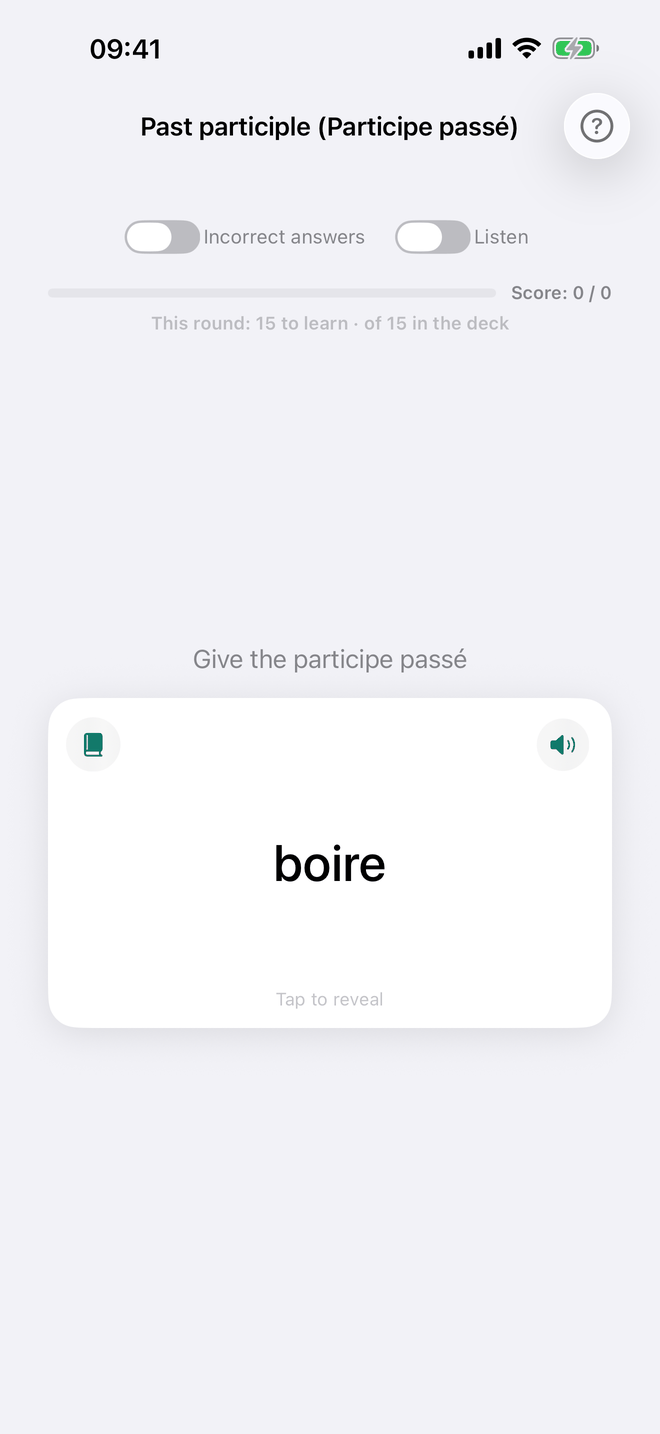 09:41
Past participle (Participe passé)
Incorrect answers Listen
Score: 0 / 0
This round: 15 to learn · of 15 in the deck
Give the participe passé
boire
Tap to reveal